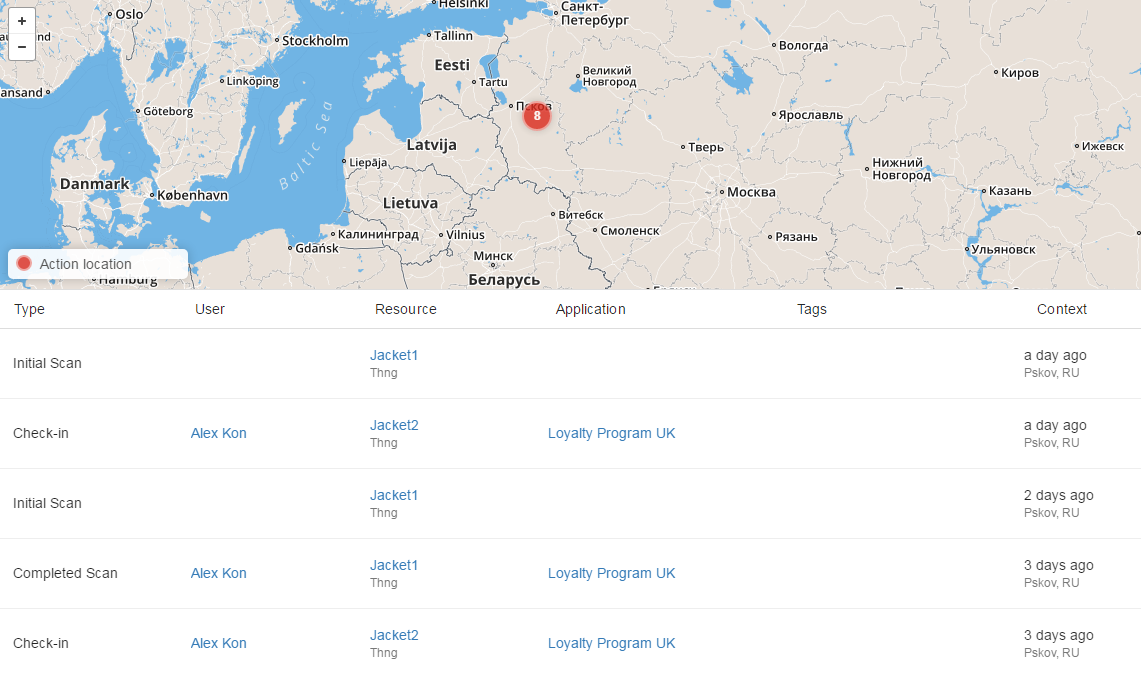 +
−
Oslo
Helsinki
Санкт-
Петербург
Stockholm
Tallinn
Вологда
Eesti
Tartu
Великий
Новгород
Киров
Linköping
ansand
Göteborg
Псков
8
Ярославль
Baltic Sea
Latvija
Тверь
Ижевск
Liepāja
Нижний
Новгород
Danmark
København
Москва
Казань
Lietuva
Витебск
Калининград
Vilnius
Смоленск
Рязань
Gdańsk
Ульяновск
Минск
Action location
Hamburg
Беларусь
Type User Resource Application Tags Context
Initial Scan Jacket1 a day ago
Thng Pskov, RU
Check-in Alex Kon Jacket2 Loyalty Program UK a day ago
Thng Pskov, RU
Initial Scan Jacket1 2 days ago
Thng Pskov, RU
Completed Scan Alex Kon Jacket1 Loyalty Program UK 3 days ago
Thng Pskov, RU
Check-in Alex Kon Jacket2 Loyalty Program UK 3 days ago
Thng Pskov, RU